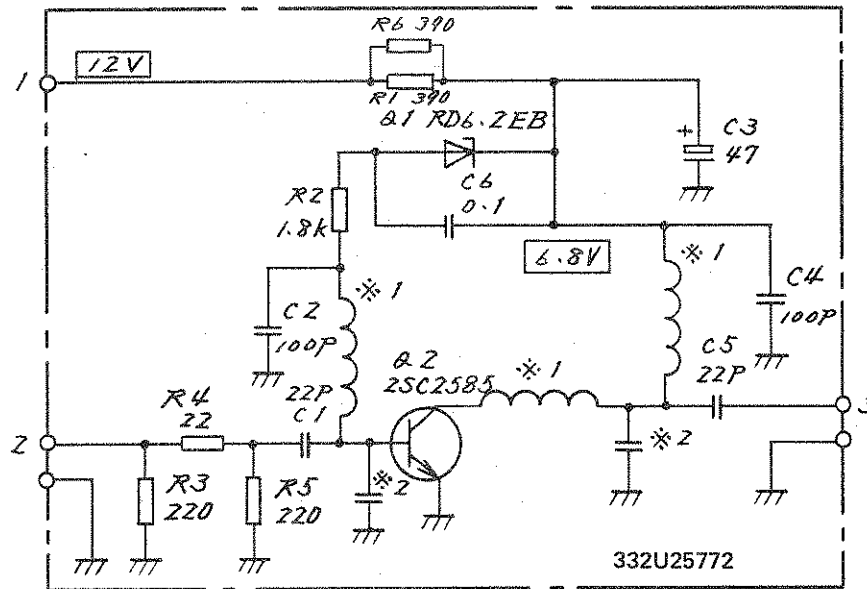 R6 390
12V
1
R1 390
Q1 RD6.2EB
+
C3
47
C6
0.1
R2
1.8k
6.8V
※1
※1
C4
100P
C2
100P
Q2
2SC2585
※1
C5
22P
22P
C1
R4
22
2
3
※2
※2
R3
220
R5
220
332U25772